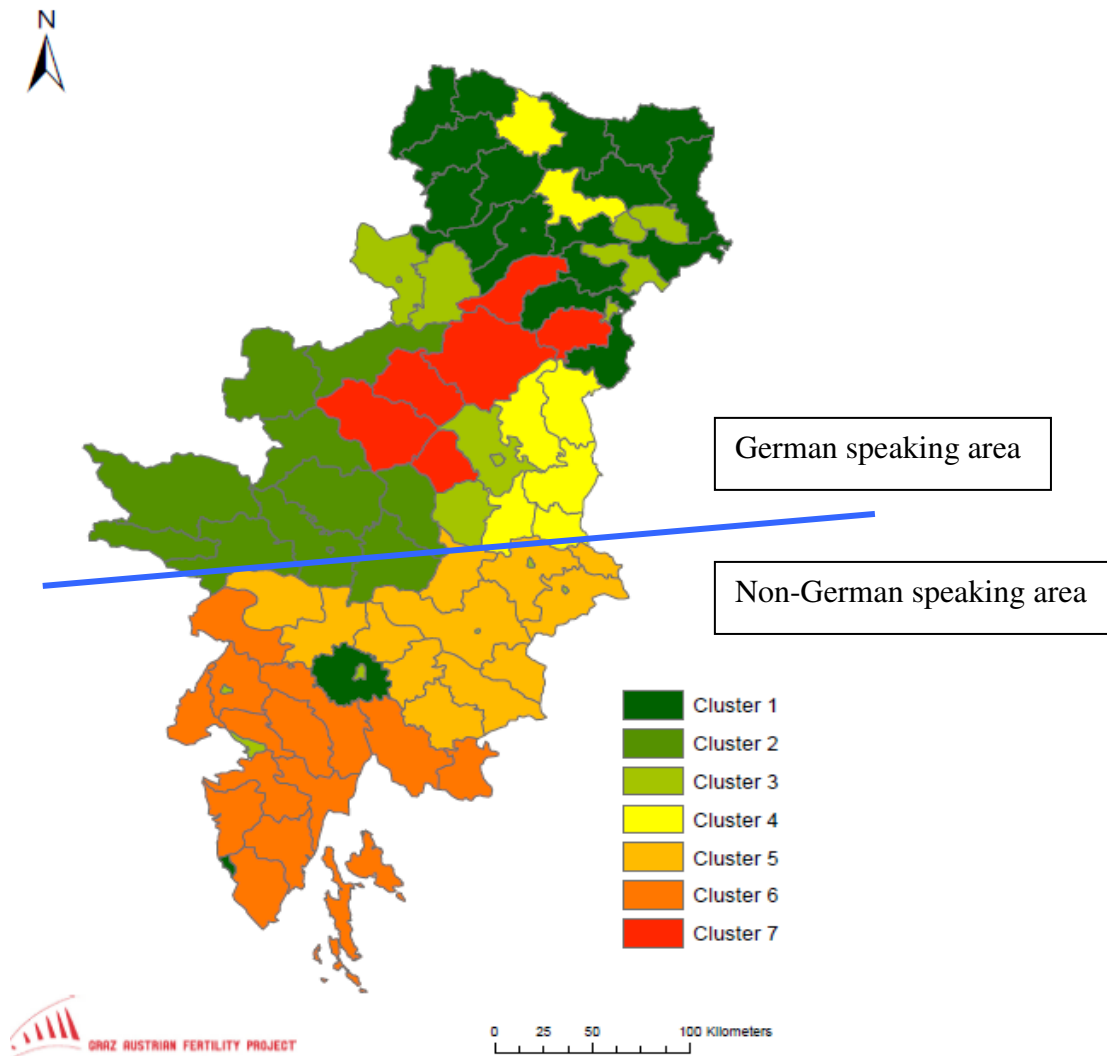 N
German speaking area
Non-German speaking area
Cluster 1
Cluster 2
Cluster 3
Cluster 4
Cluster 5
Cluster 6
Cluster 7
GRAZ AUSTRIAN FERTILITY PROJECT
0 25 50 100 Kilometers